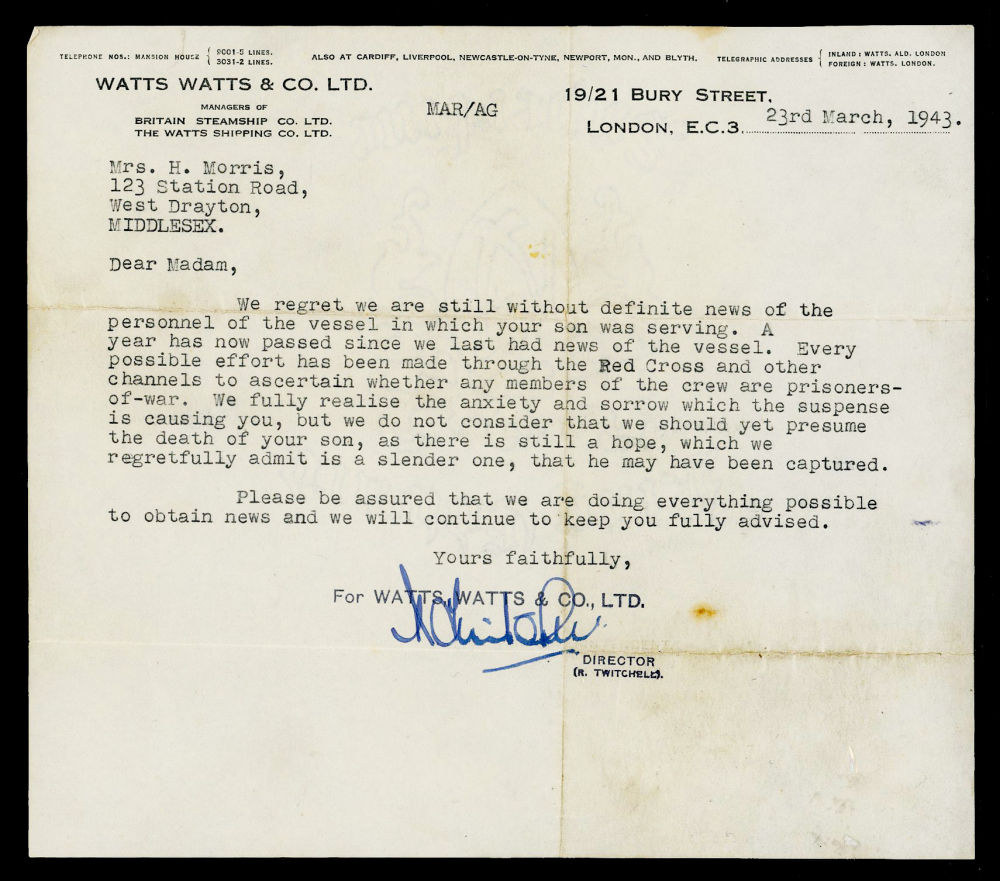 TELEPHONE NOS.: MANSION HOUSE { 9001-5 LINES. 3031-2 LINES.
ALSO AT CARDIFF, LIVERPOOL, NEWCASTLE-ON-TYNE, NEWPORT, MON., AND BLYTH.
TELEGRAPHIC ADDRESSES { INLAND : WATTS. ALD. LONDON FOREIGN : WATTS. LONDON.
WATTS WATTS & CO. LTD.
MANAGERS OF
BRITAIN STEAMSHIP CO. LTD.
THE WATTS SHIPPING CO. LTD.
MAR/AG
19/21 BURY STREET,
LONDON, E.C.3. 23rd March, 1943.
Mrs. H. Morris,
123 Station Road,
West Drayton,
MIDDLESEX.
Dear Madam,
We regret we are still without definite news of the
personnel of the vessel in which your son was serving. A
year has now passed since we last had news of the vessel. Every
possible effort has been made through the Red Cross and other
channels to ascertain whether any members of the crew are prisoners-
of-war. We fully realise the anxiety and sorrow which the suspense
is causing you, but we do not consider that we should yet presume
the death of your son, as there is still a hope, which we
regretfully admit is a slender one, that he may have been captured.
Please be assured that we are doing everything possible
to obtain news and we will continue to keep you fully advised.
Yours faithfully,
For WATTS, WATTS & CO., LTD.
DIRECTOR
(R. TWITCHELL).